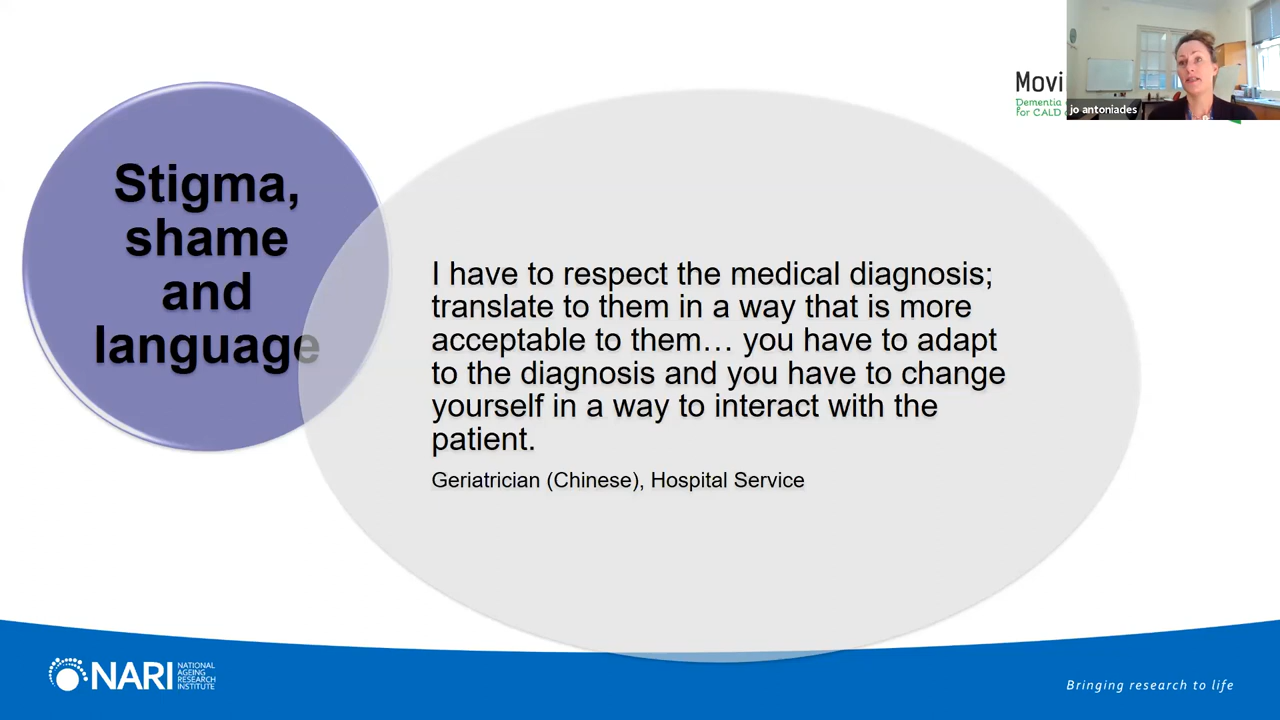 Stigma,
shame
and
language
I have to respect the medical diagnosis;
translate to them in a way that is more
acceptable to them… you have to adapt
to the diagnosis and you have to change
yourself in a way to interact with the
patient.
Geriatrician (Chinese), Hospital Service
Dementia
for CALD
jo antoniades
NARI
NATIONAL
AGEING
RESEARCH
INSTITUTE
Bringing research to life